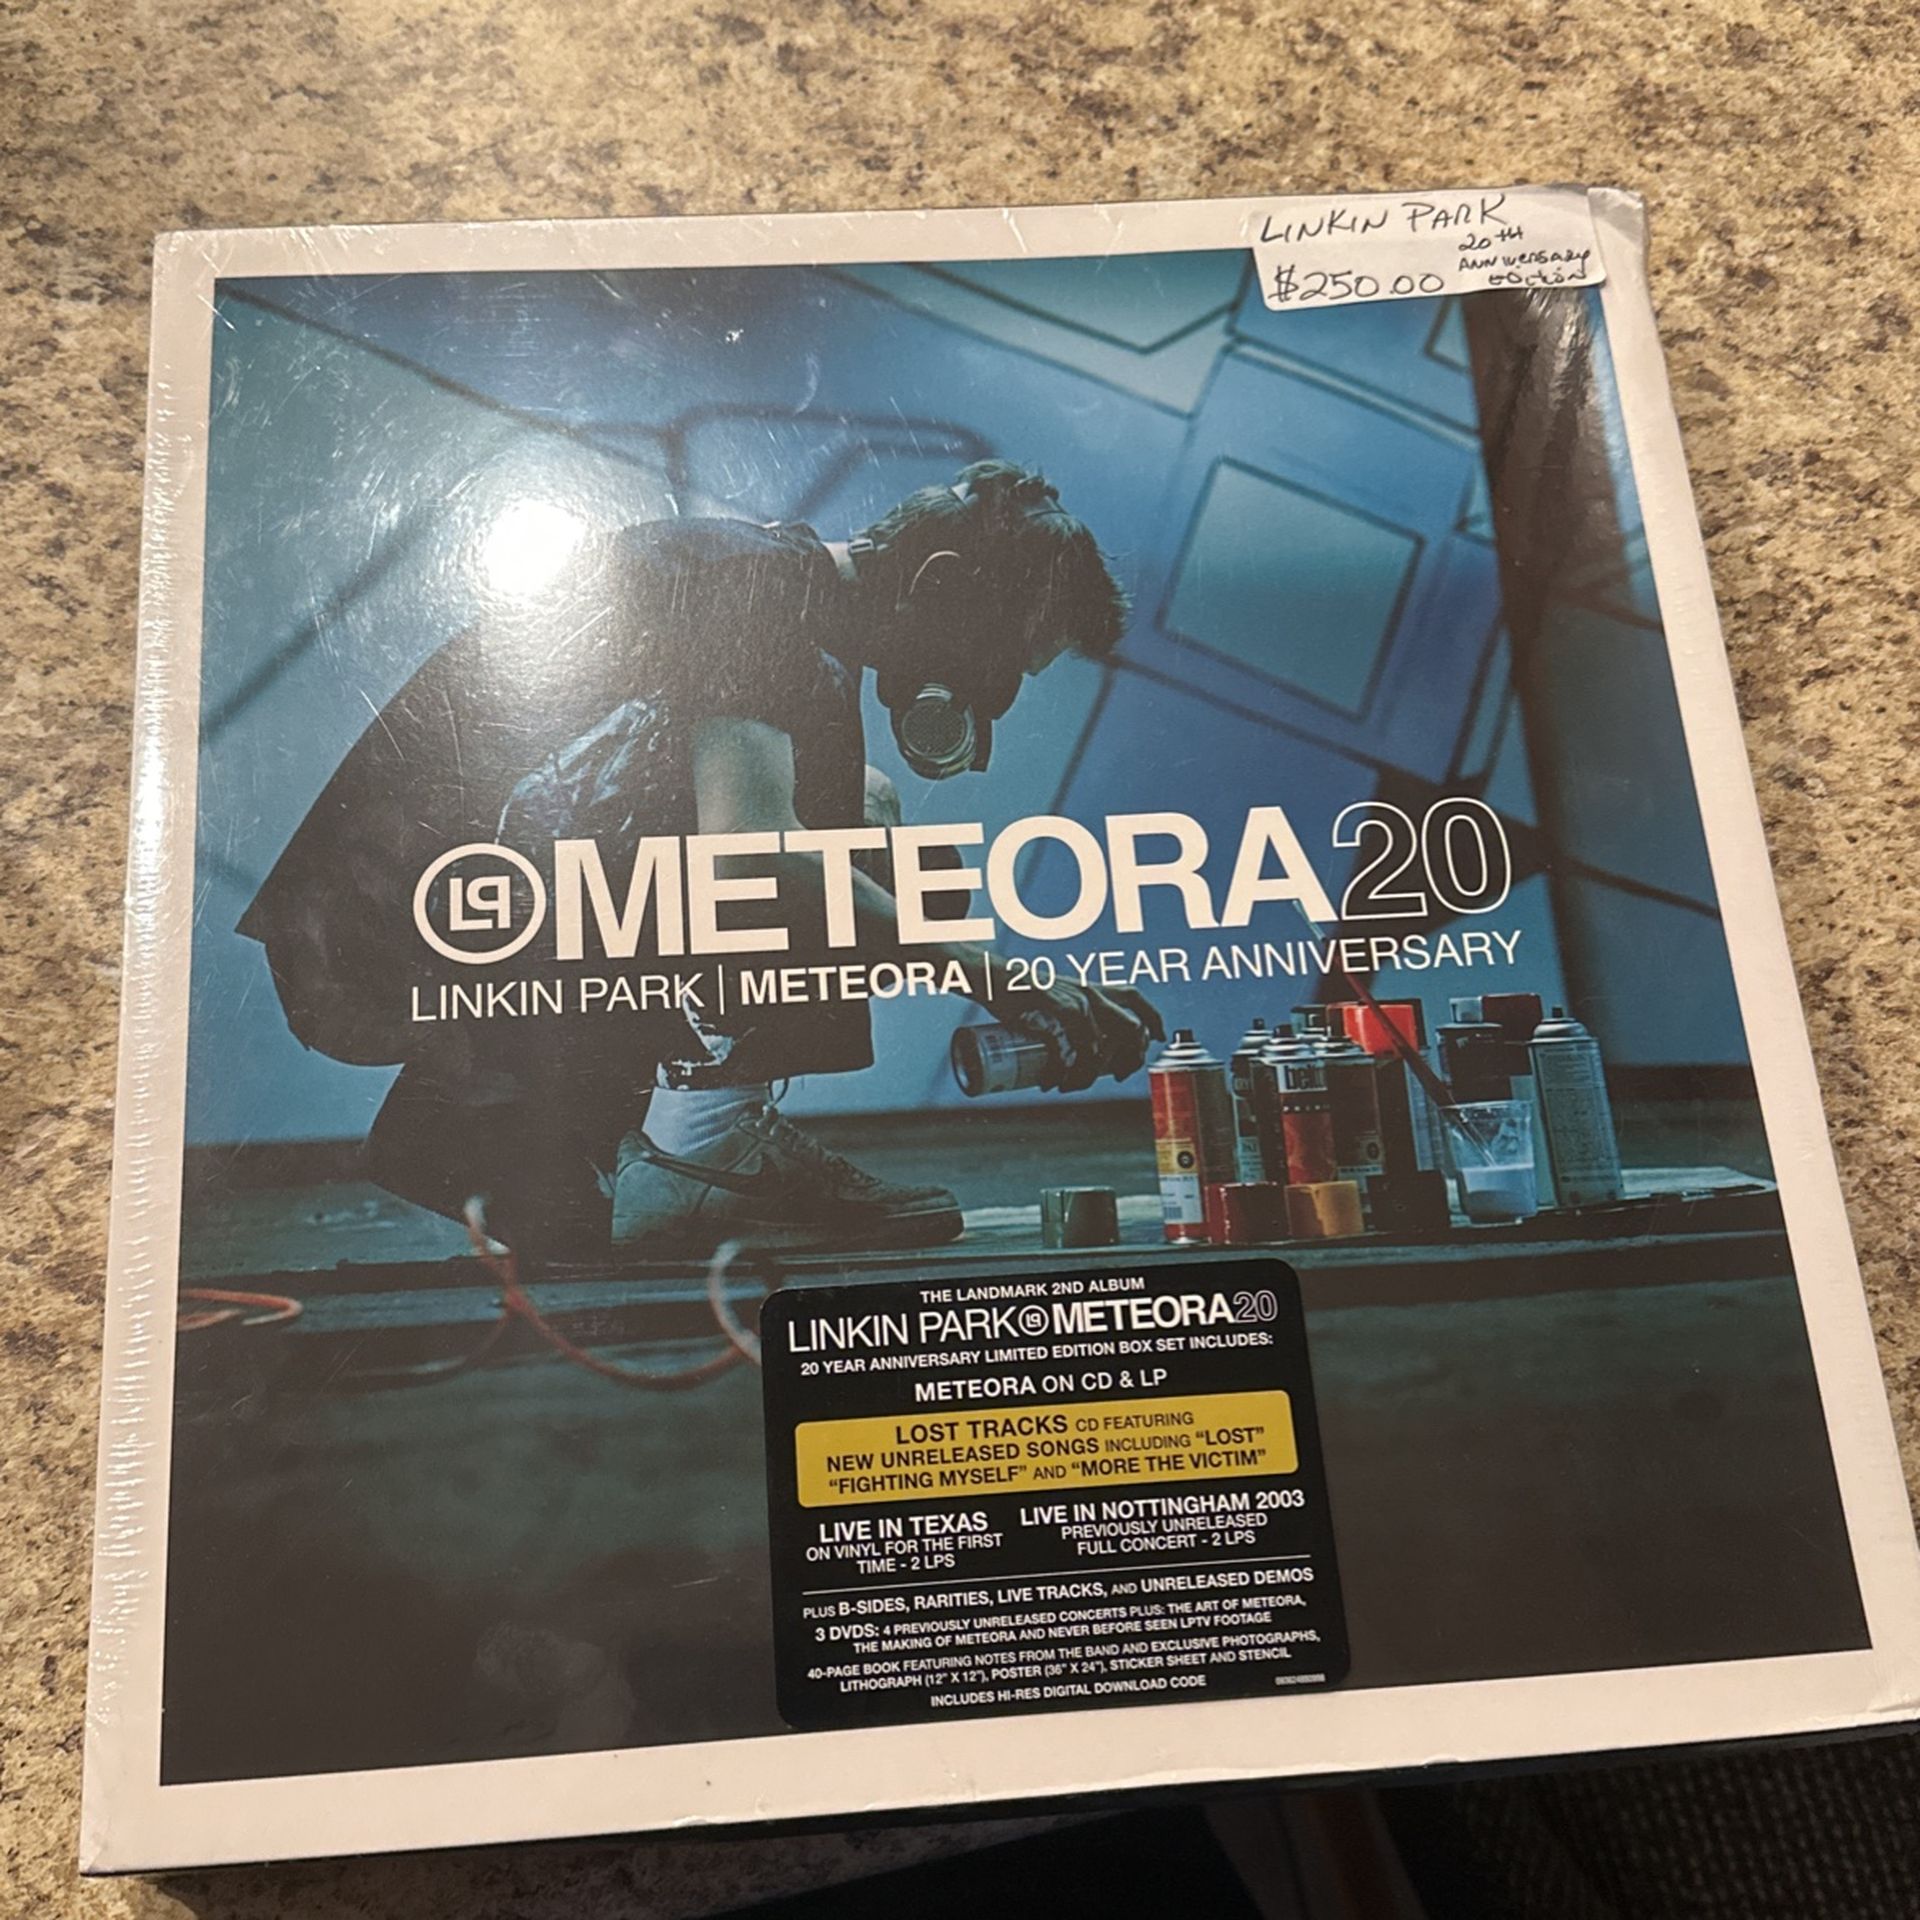 LINKIN PARK
20TH
ANNIVERSARY
EDITION
$250.00
LP METEORA 20
LINKIN PARK | METEORA | 20 YEAR ANNIVERSARY
THE LANDMARK 2ND ALBUM
LINKIN PARK LP METEORA 20
20 YEAR ANNIVERSARY LIMITED EDITION BOX SET INCLUDES:
METEORA ON CD & LP
LOST TRACKS CD FEATURING
NEW UNRELEASED SONGS INCLUDING "LOST"
"FIGHTING MYSELF" AND "MORE THE VICTIM"
LIVE IN TEXAS
ON VINYL FOR THE FIRST
TIME - 2 LPS
LIVE IN NOTTINGHAM 2003
PREVIOUSLY UNRELEASED
FULL CONCERT - 2 LPS
PLUS B-SIDES, RARITIES, LIVE TRACKS, AND UNRELEASED DEMOS
3 DVDS: 4 PREVIOUSLY UNRELEASED CONCERTS PLUS: THE ART OF METEORA,
THE MAKING OF METEORA AND NEVER BEFORE SEEN LPTV FOOTAGE
40-PAGE BOOK FEATURING NOTES FROM THE BAND AND EXCLUSIVE PHOTOGRAPHS,
LITHOGRAPH (12" X 12"), POSTER (36" X 24"), STICKER SHEET AND STENCIL
INCLUDES HI-RES DIGITAL DOWNLOAD CODE